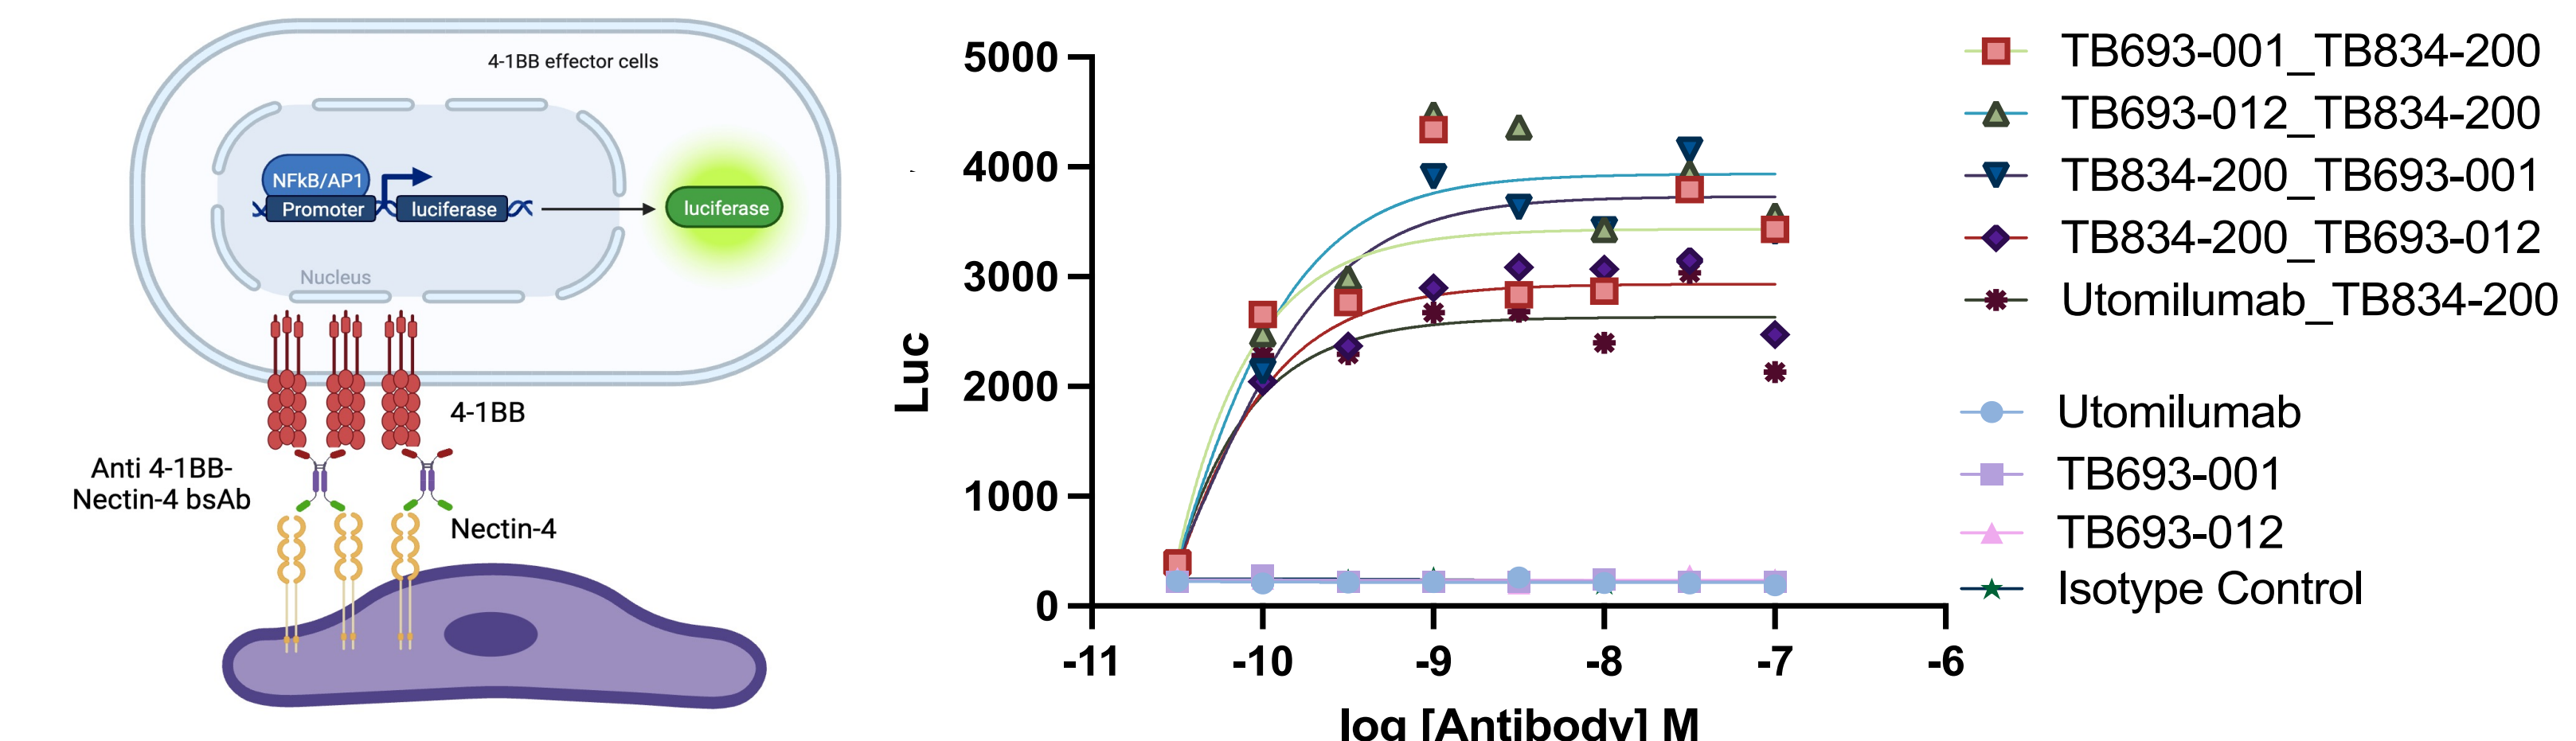 4-1BB effector cells
NFkB/AP1
Promoter
luciferase
luciferase
Nucleus
4-1BB
Anti 4-1BB-
Nectin-4 bsAb
Nectin-4
5000
4000
3000
2000
1000
0
Luc
-11
-10
-9
-8
-7
-6
log [Antibody] M
TB693-001_TB834-200
TB693-012_TB834-200
TB834-200_TB693-001
TB834-200_TB693-012
Utomilumab_TB834-200
Utomilumab
TB693-001
TB693-012
Isotype Control